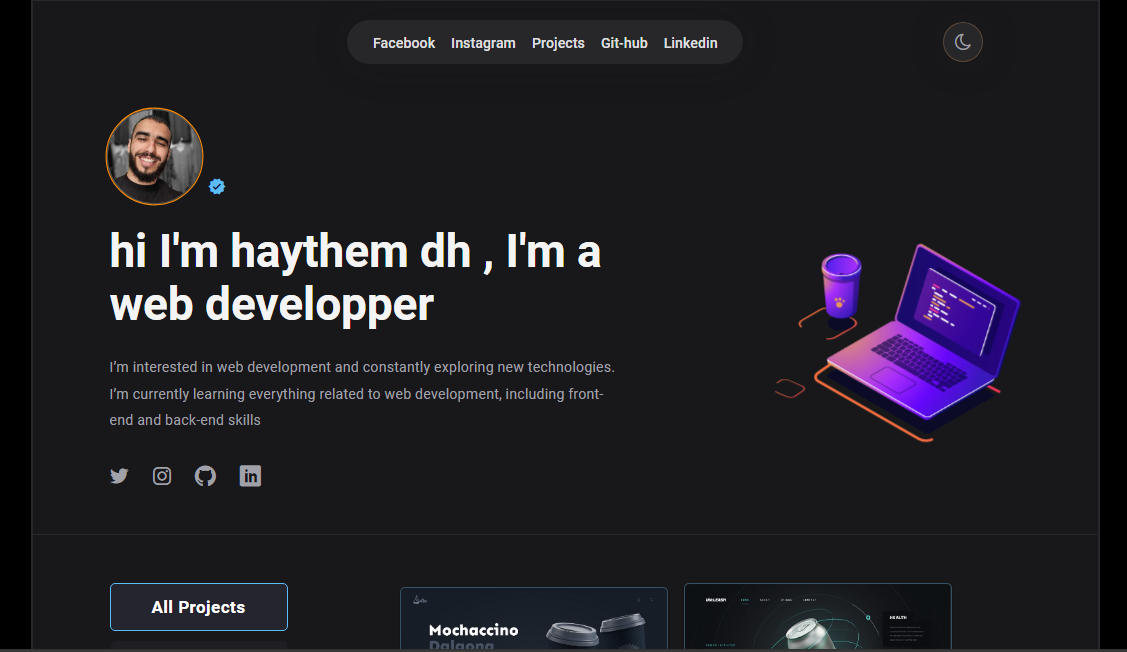 Facebook Instagram Projects Git-hub Linkedin
hi I'm haythem dh , I'm a
web developper
I'm interested in web development and constantly exploring new technologies.
I'm currently learning everything related to web development, including front-
end and back-end skills
All Projects
Mochaccino
Dalgona
HEALTH